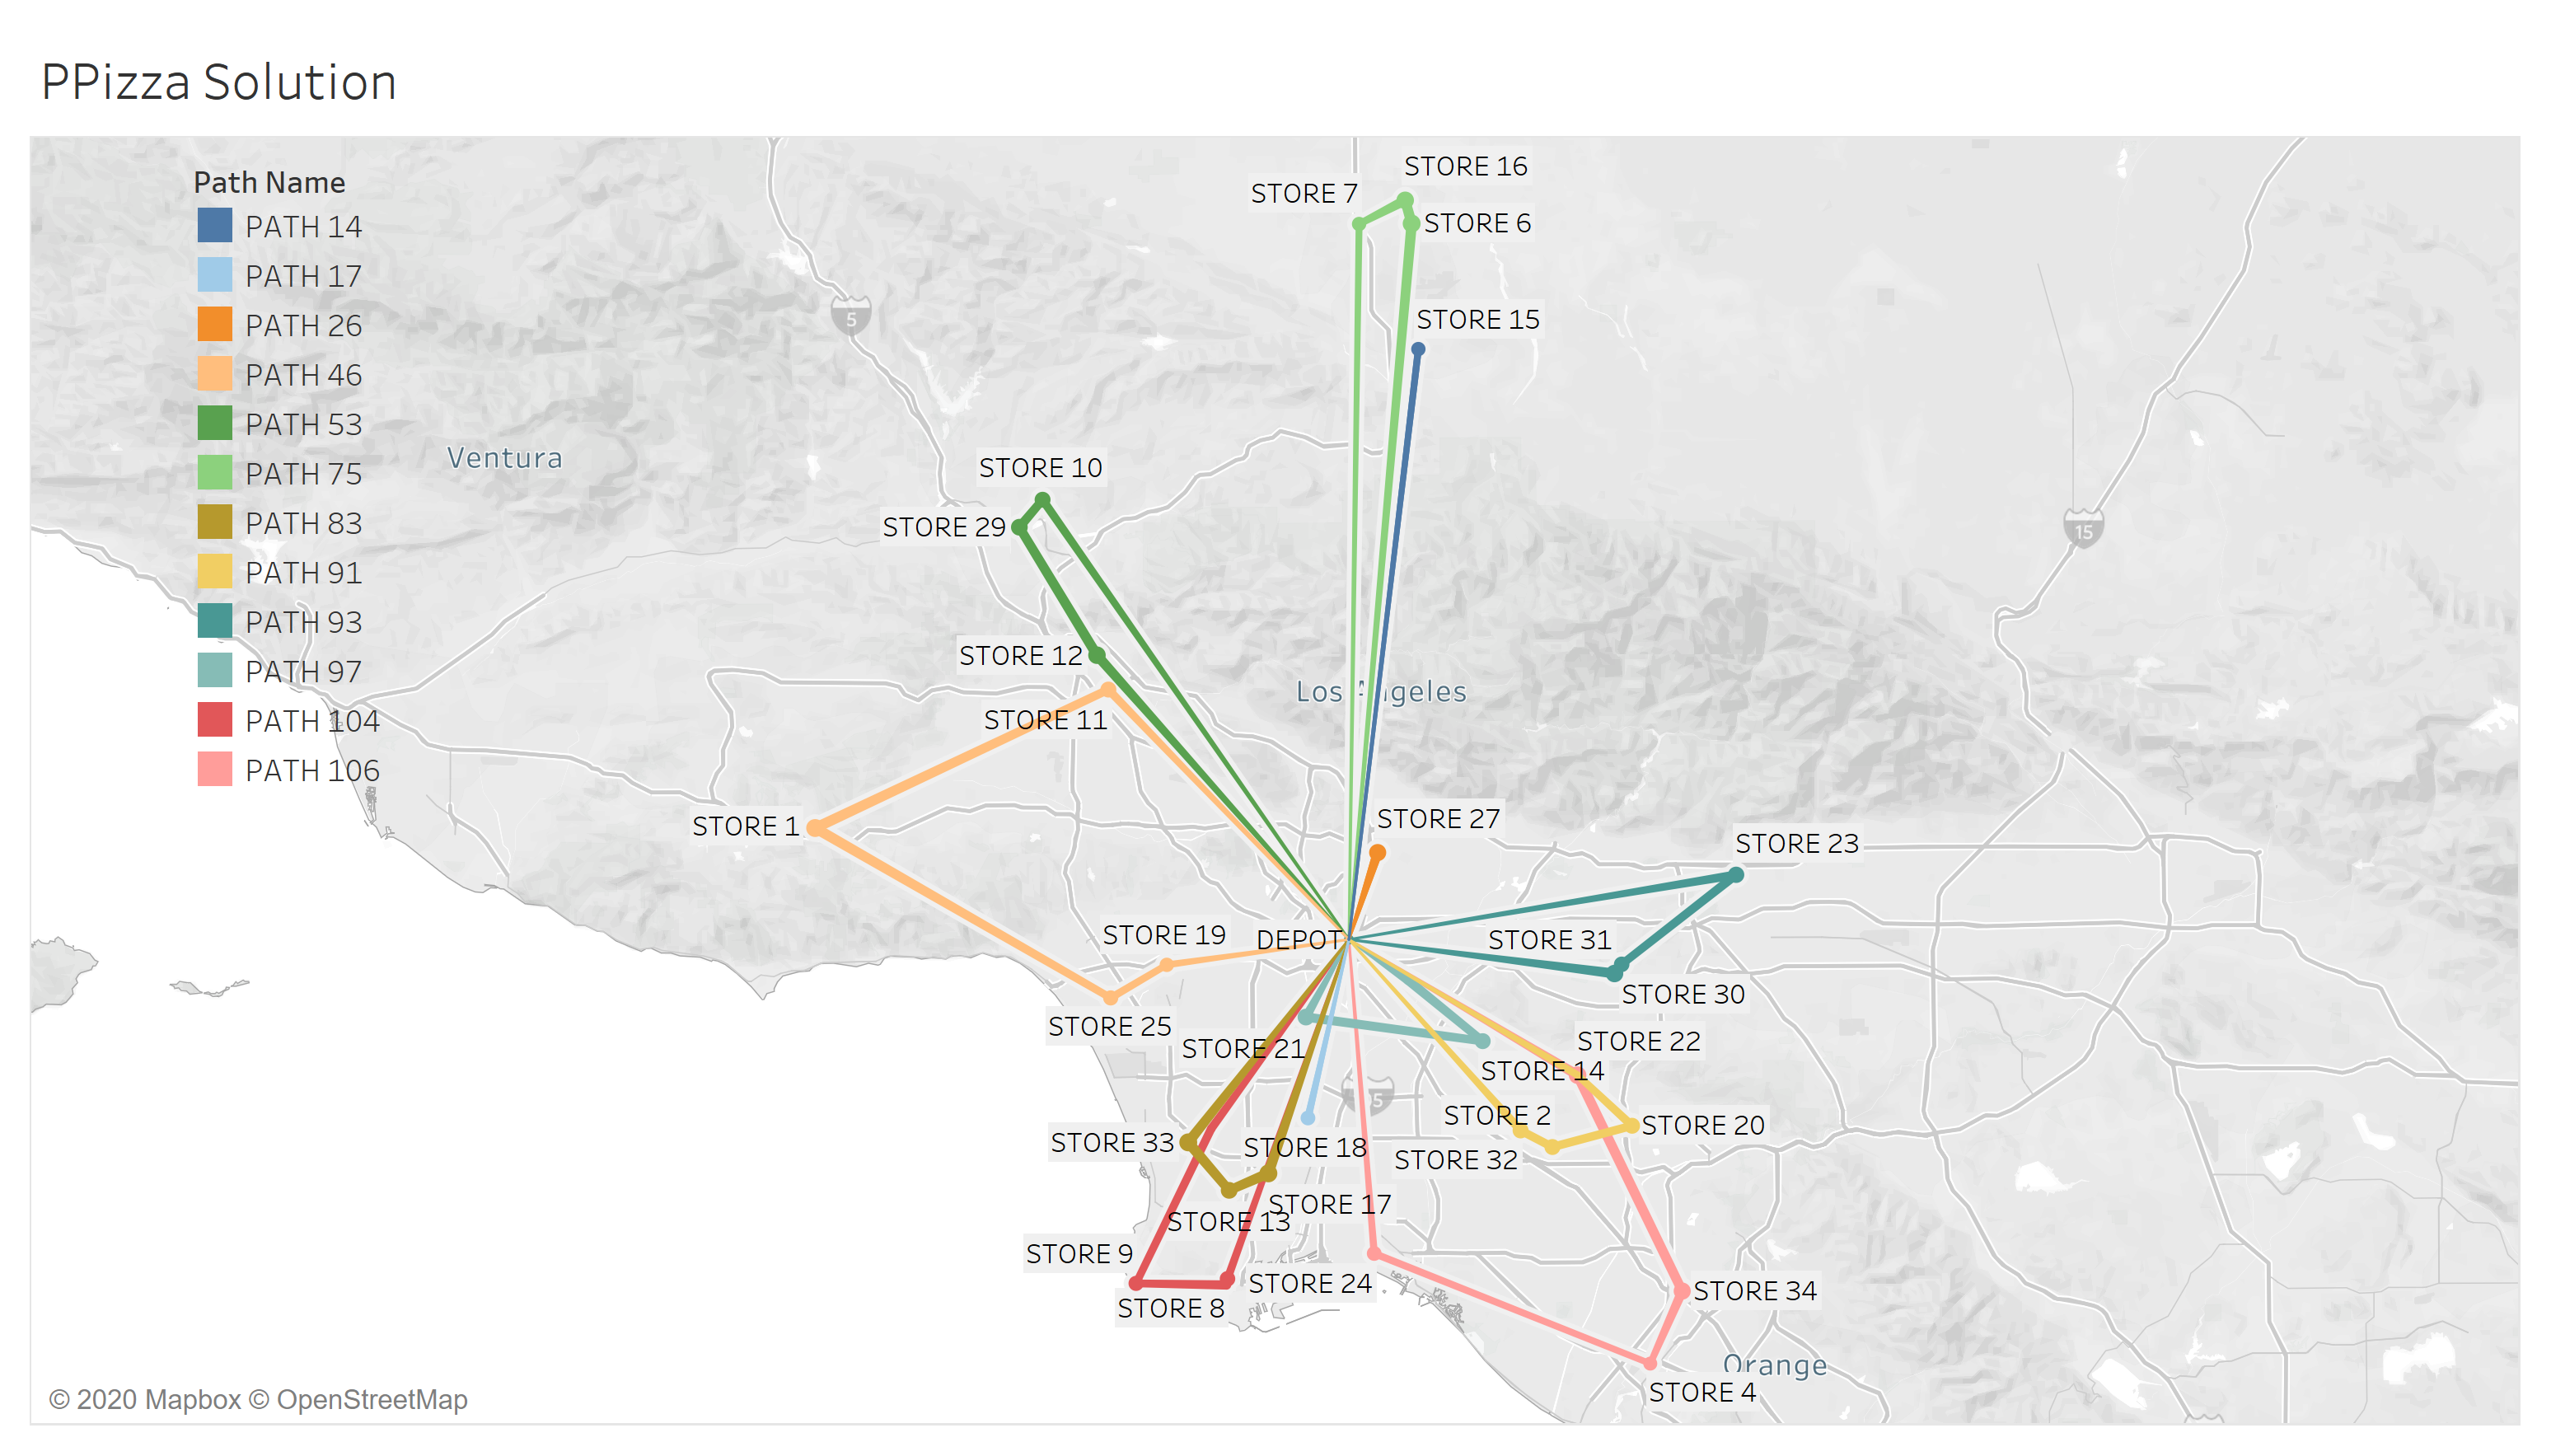 PPizza Solution
Path Name
PATH 14
PATH 17
PATH 26
PATH 46
PATH 53
PATH 75
PATH 83
PATH 91
PATH 93
PATH 97
PATH 104
PATH 106
STORE 16
STORE 7
STORE 6
STORE 15
5
Ventura
STORE 10
STORE 29
15
STORE 12
Los Angeles
STORE 11
STORE 1
STORE 27
STORE 23
STORE 19
DEPOT
STORE 31
STORE 30
STORE 25
STORE 21
STORE 22
STORE 14
5
STORE 2
STORE 20
STORE 33
STORE 18
STORE 32
STORE 17
STORE 13
STORE 9
STORE 24
STORE 34
STORE 8
Orange
STORE 4
© 2020 Mapbox © OpenStreetMap